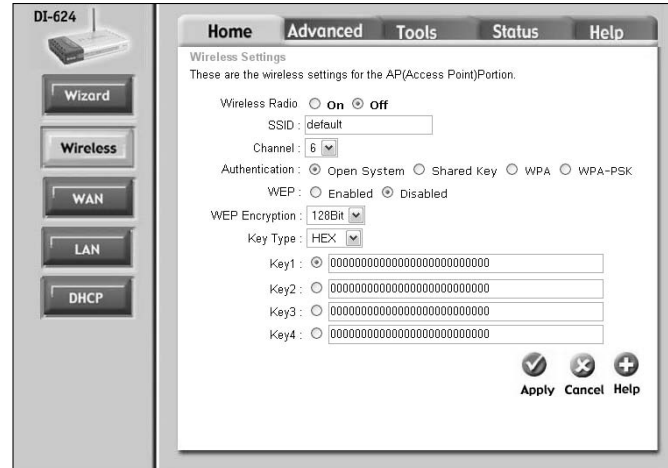 DI-624
Wizard
Wireless
WAN
LAN
DHCP
Home Advanced Tools Status Help
Wireless Settings
These are the wireless settings for the AP(Access Point)Portion.
Wireless Radio On Off
SSID : default
Channel : 6
Authentication : Open System Shared Key WPA WPA-PSK
WEP : Enabled Disabled
WEP Encryption : 128Bit
Key Type : HEX
Key1 : 00000000000000000000000000
Key2 : 00000000000000000000000000
Key3 : 00000000000000000000000000
Key4 : 00000000000000000000000000
Apply Cancel Help